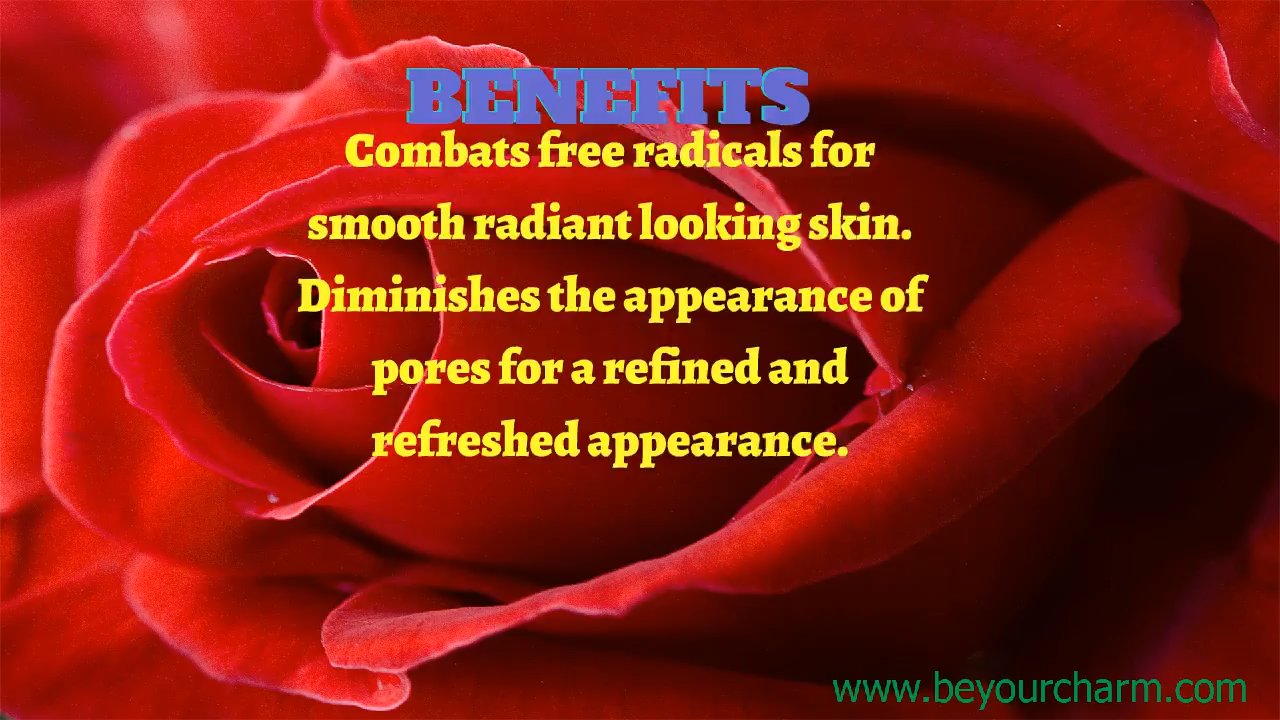 BENEFITS
Combats free radicals for
smooth radiant looking skin.
Diminishes the appearance of
pores for a refined and
refreshed appearance.
www.beyourcharm.com